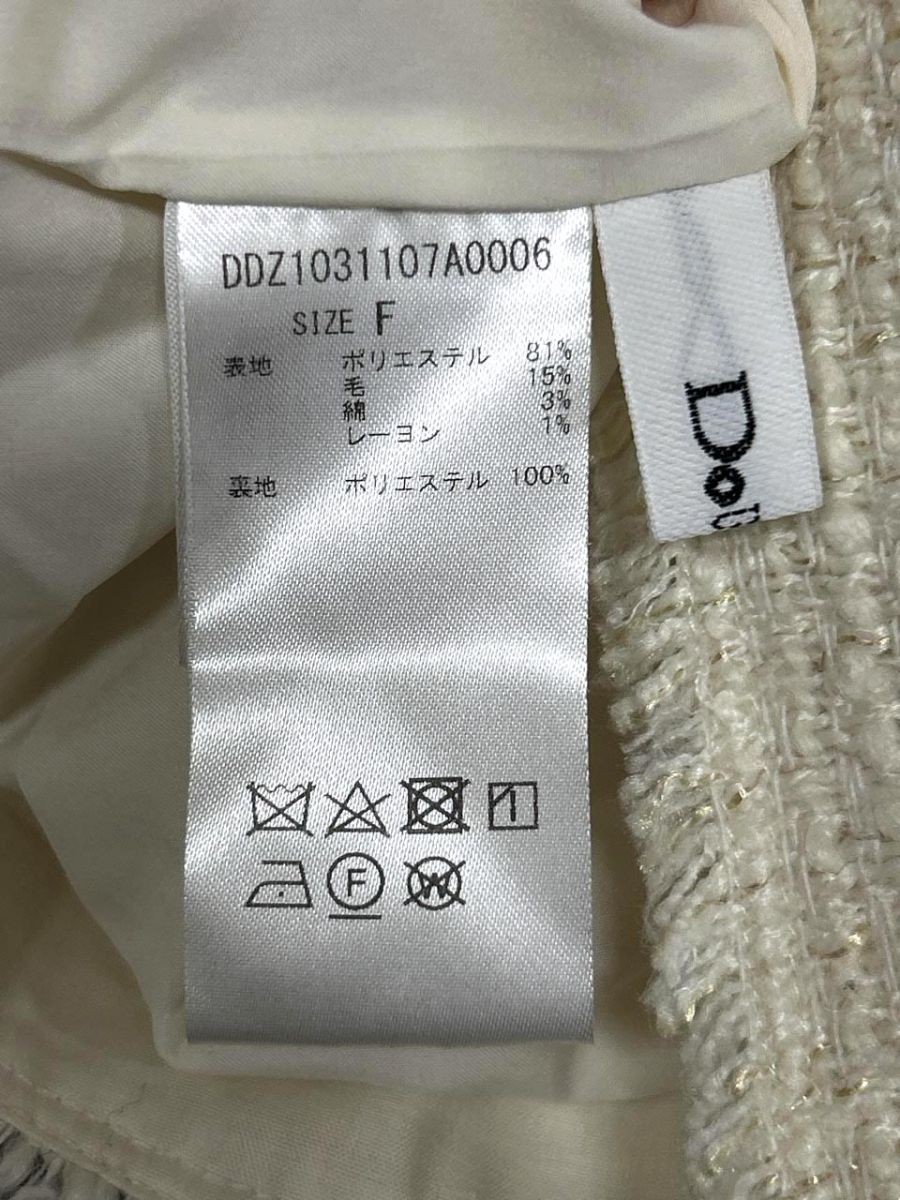 DDZ1031107A0006
SIZE F
表地 ポリエステル 81%
毛 15%
綿 3%
レーヨン 1%
裏地 ポリエステル 100%
F
W
Do